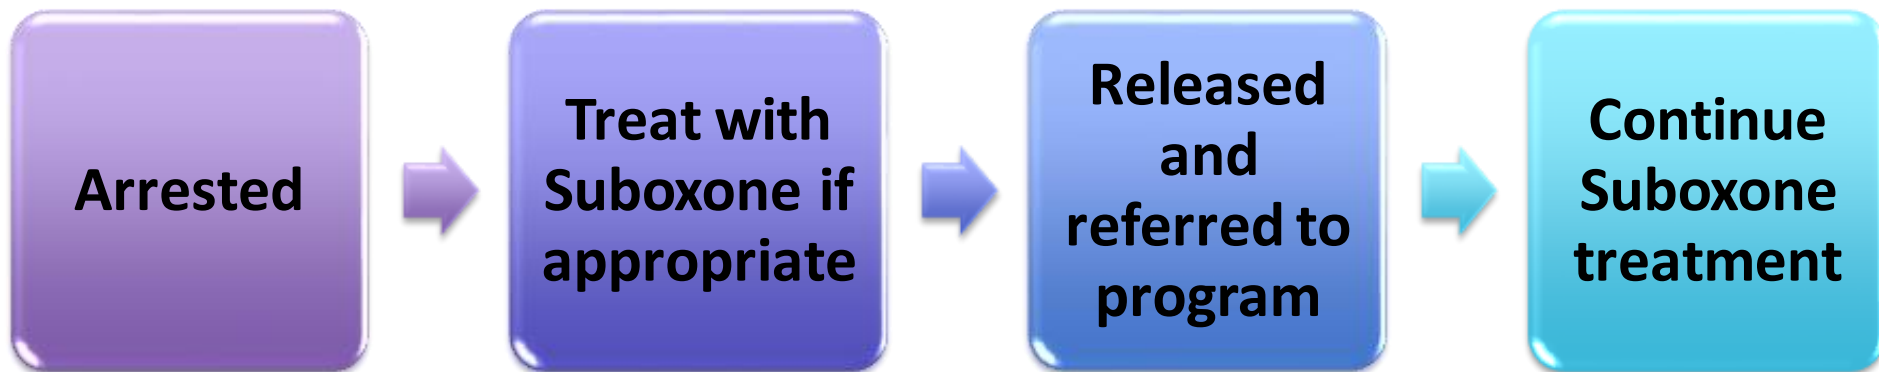 Arrested
Treat with
Suboxone if
appropriate
Released
and
referred to
program
Continue
Suboxone
treatment